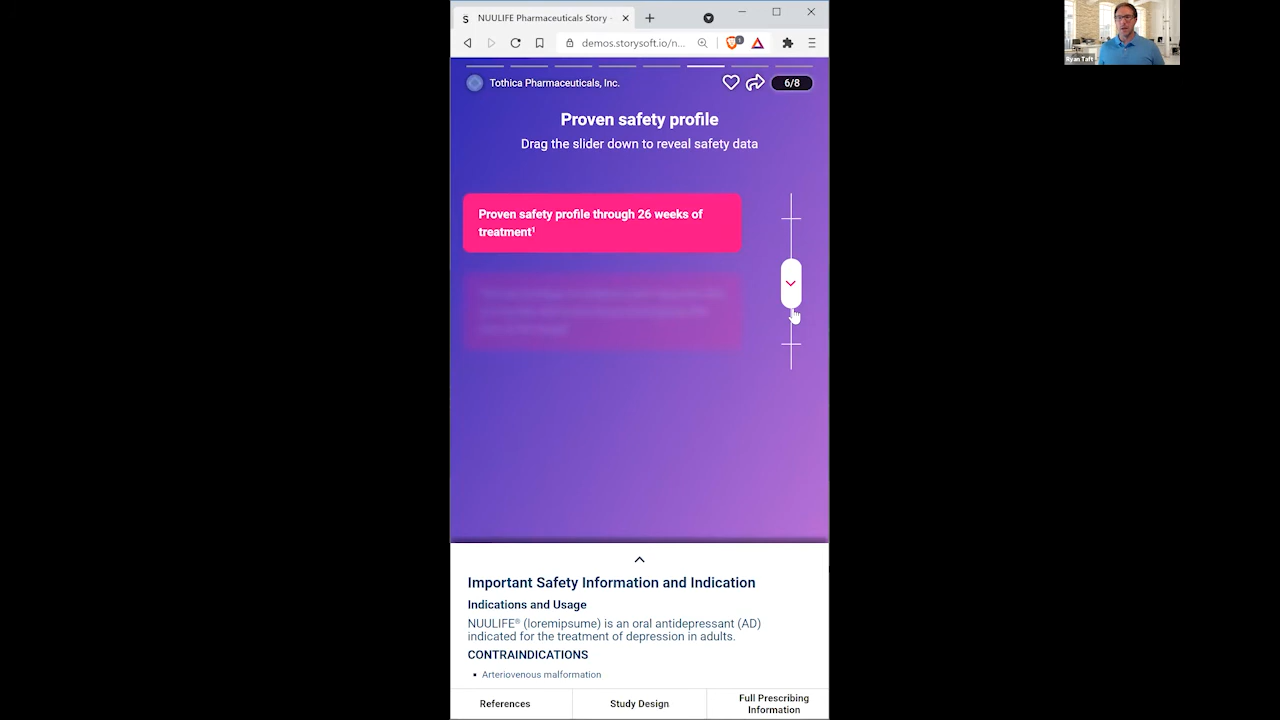 NUULIFE Pharmaceuticals Story -
demos.storysoft.io/n...
1
Ryan Taft
Tothica Pharmaceuticals, Inc.
6/8
Proven safety profile
Drag the slider down to reveal safety data
Proven safety profile through 26 weeks of
treatment¹
Important Safety Information and Indication
Indications and Usage
NUULIFE® (loremipsume) is an oral antidepressant (AD)
indicated for the treatment of depression in adults.
CONTRAINDICATIONS
▪ Arteriovenous malformation
References
Study Design
Full Prescribing
Information